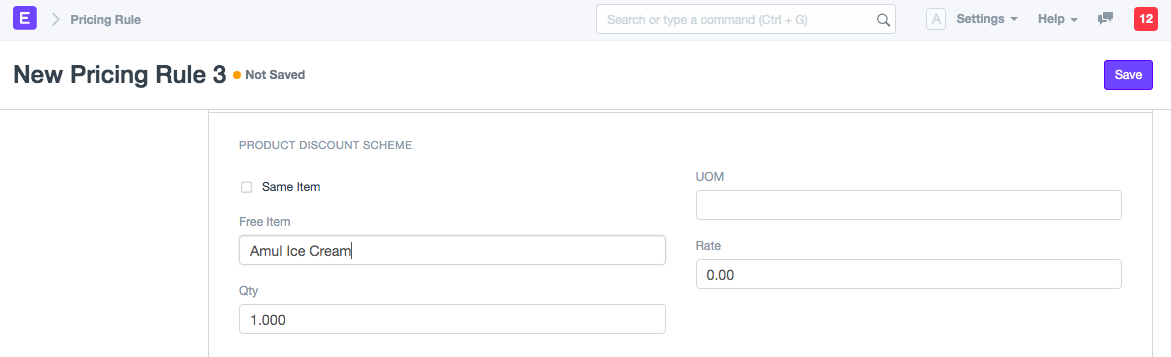 E Pricing Rule Search or type a command (Ctrl + G) A Settings Help 12
New Pricing Rule 3 Not Saved Save
PRODUCT DISCOUNT SCHEME
Same Item
Free Item
Amul Ice Cream
Qty
1.000
UOM
Rate
0.00